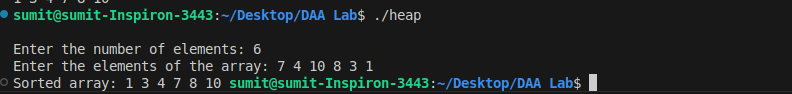 sumit@sumit-Inspiron-3443:~/Desktop/DAA Lab$ ./heap
Enter the number of elements: 6
Enter the elements of the array: 7 4 10 8 3 1
Sorted array: 1 3 4 7 8 10 sumit@sumit-Inspiron-3443:~/Desktop/DAA Lab$